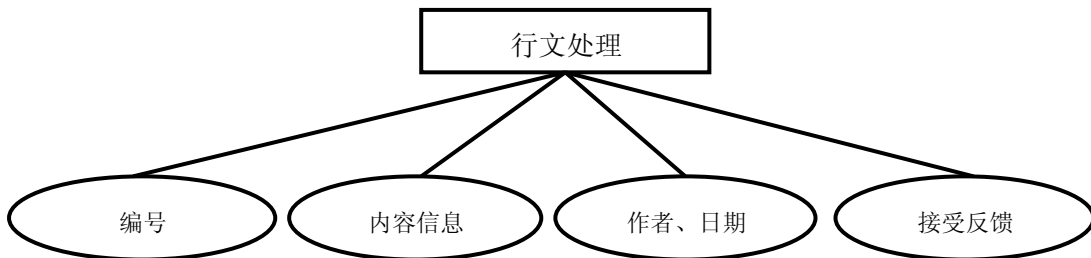 行文处理
编号
内容信息
作者、日期
接受反馈